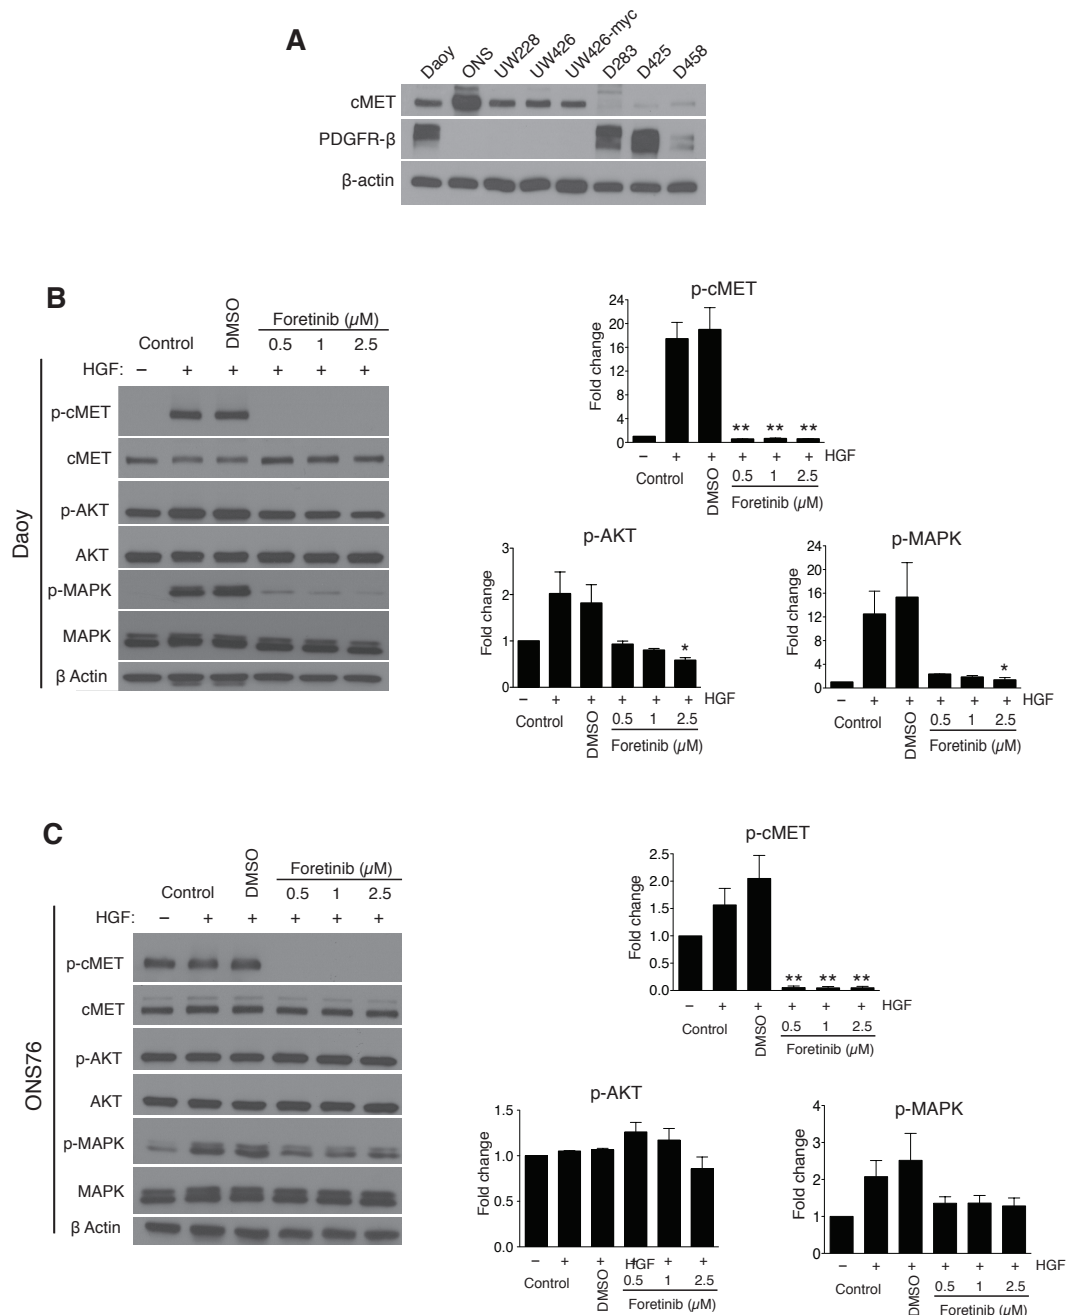 A
Daoy ONS UW228 UW426 UW426-myc D283 D425 D458
cMET
PDGFR-β
β-actin
B
Daoy
Control DMSO Foretinib (µM)
0.5 1 2.5
HGF: – + + + + +
p-cMET
cMET
p-AKT
AKT
p-MAPK
MAPK
β Actin
p-cMET
Fold change
24
20
16
12
8
4
0
** ** **
– + + + + + HGF
Control DMSO 0.5 1 2.5
Foretinib (µM)
p-AKT
Fold change
3
2
1
0
*
– + + + + + HGF
Control DMSO 0.5 1 2.5
Foretinib (µM)
p-MAPK
Fold change
24
20
16
12
8
4
0
*
– + + + + + HGF
Control DMSO 0.5 1 2.5
Foretinib (µM)
C
ONS76
Control DMSO Foretinib (µM)
0.5 1 2.5
HGF: – + + + + +
p-cMET
cMET
p-AKT
AKT
p-MAPK
MAPK
β Actin
p-cMET
Fold change
2.5
2.0
1.5
1.0
0.5
0.0
** ** **
– + + + + + HGF
Control DMSO 0.5 1 2.5
Foretinib (µM)
p-AKT
Fold change
1.5
1.0
0.5
0.0
– + + + + + HGF
Control DMSO 0.5 1 2.5
Foretinib (µM)
p-MAPK
Fold change
4
3
2
1
0
– + + + + + HGF
Control DMSO 0.5 1 2.5
Foretinib (µM)